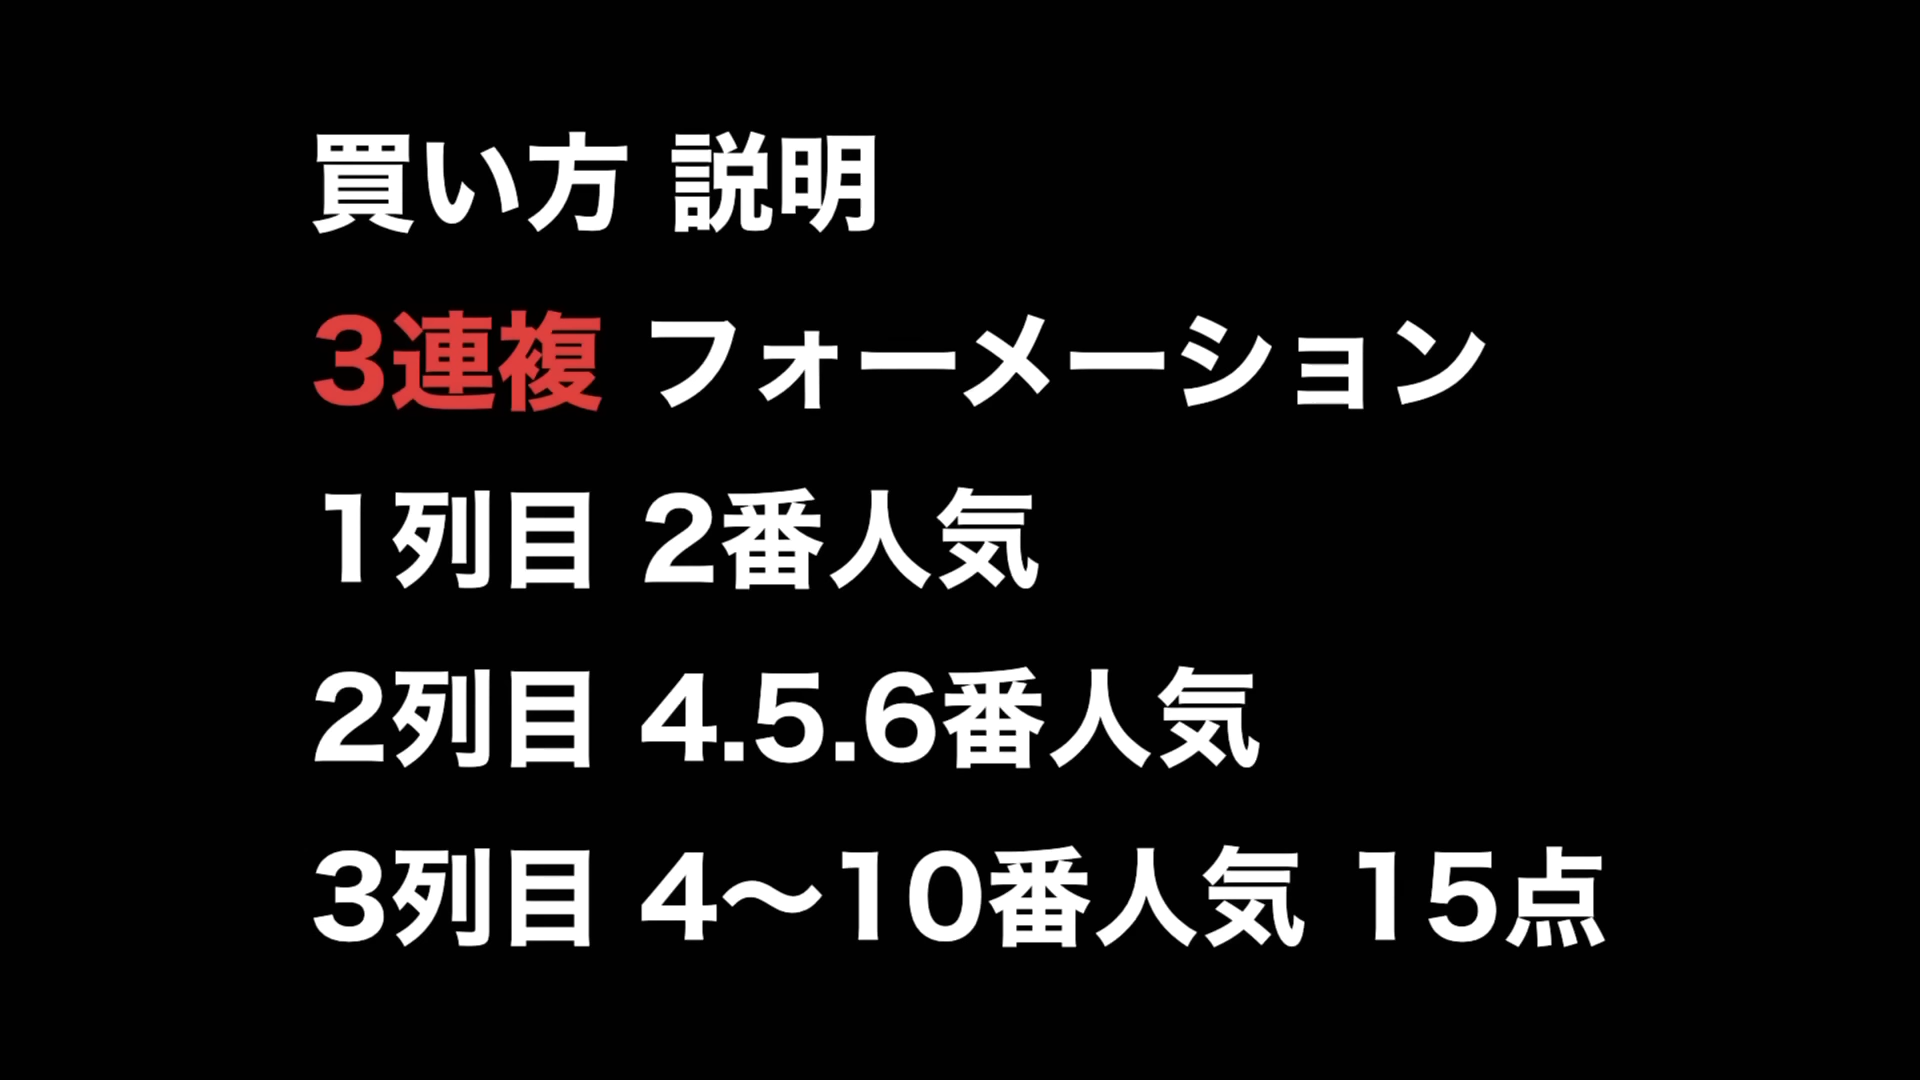 買い方 説明
3連複 フォーメーション
1列目 2番人気
2列目 4.5.6番人気
3列目 4〜10番人気 15点